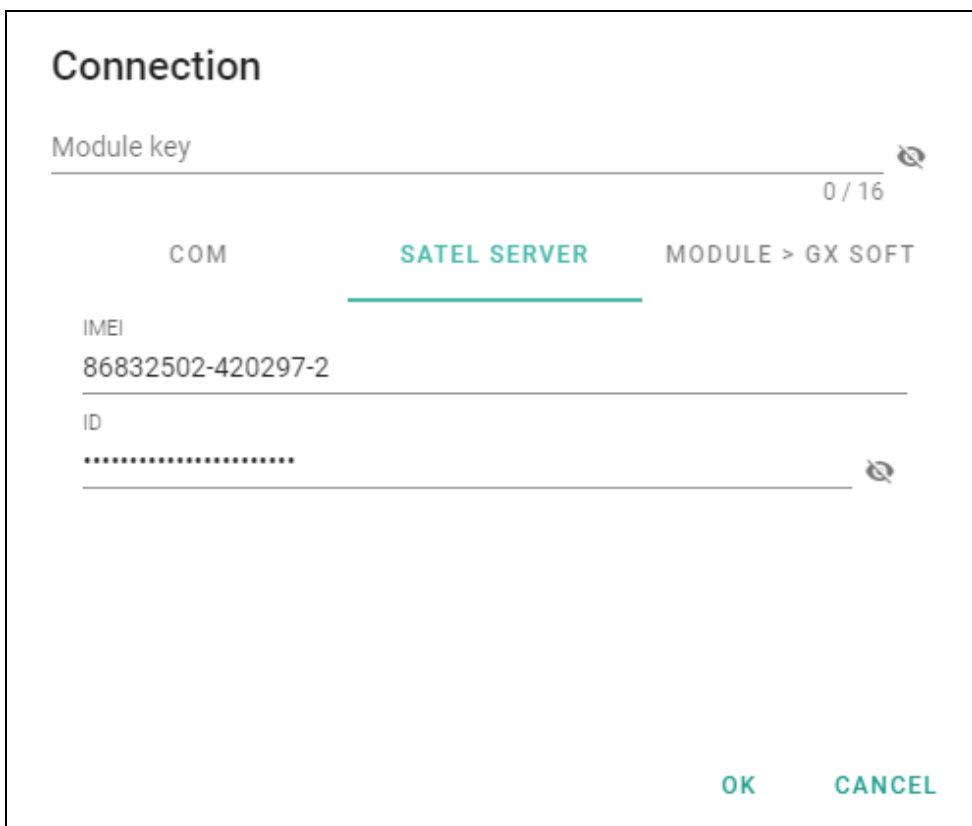 Connection
Module key
0 / 16
COM SATEL SERVER MODULE > GX SOFT
IMEI
86832502-420297-2
ID
•••••••••••••••••••••••
OK CANCEL